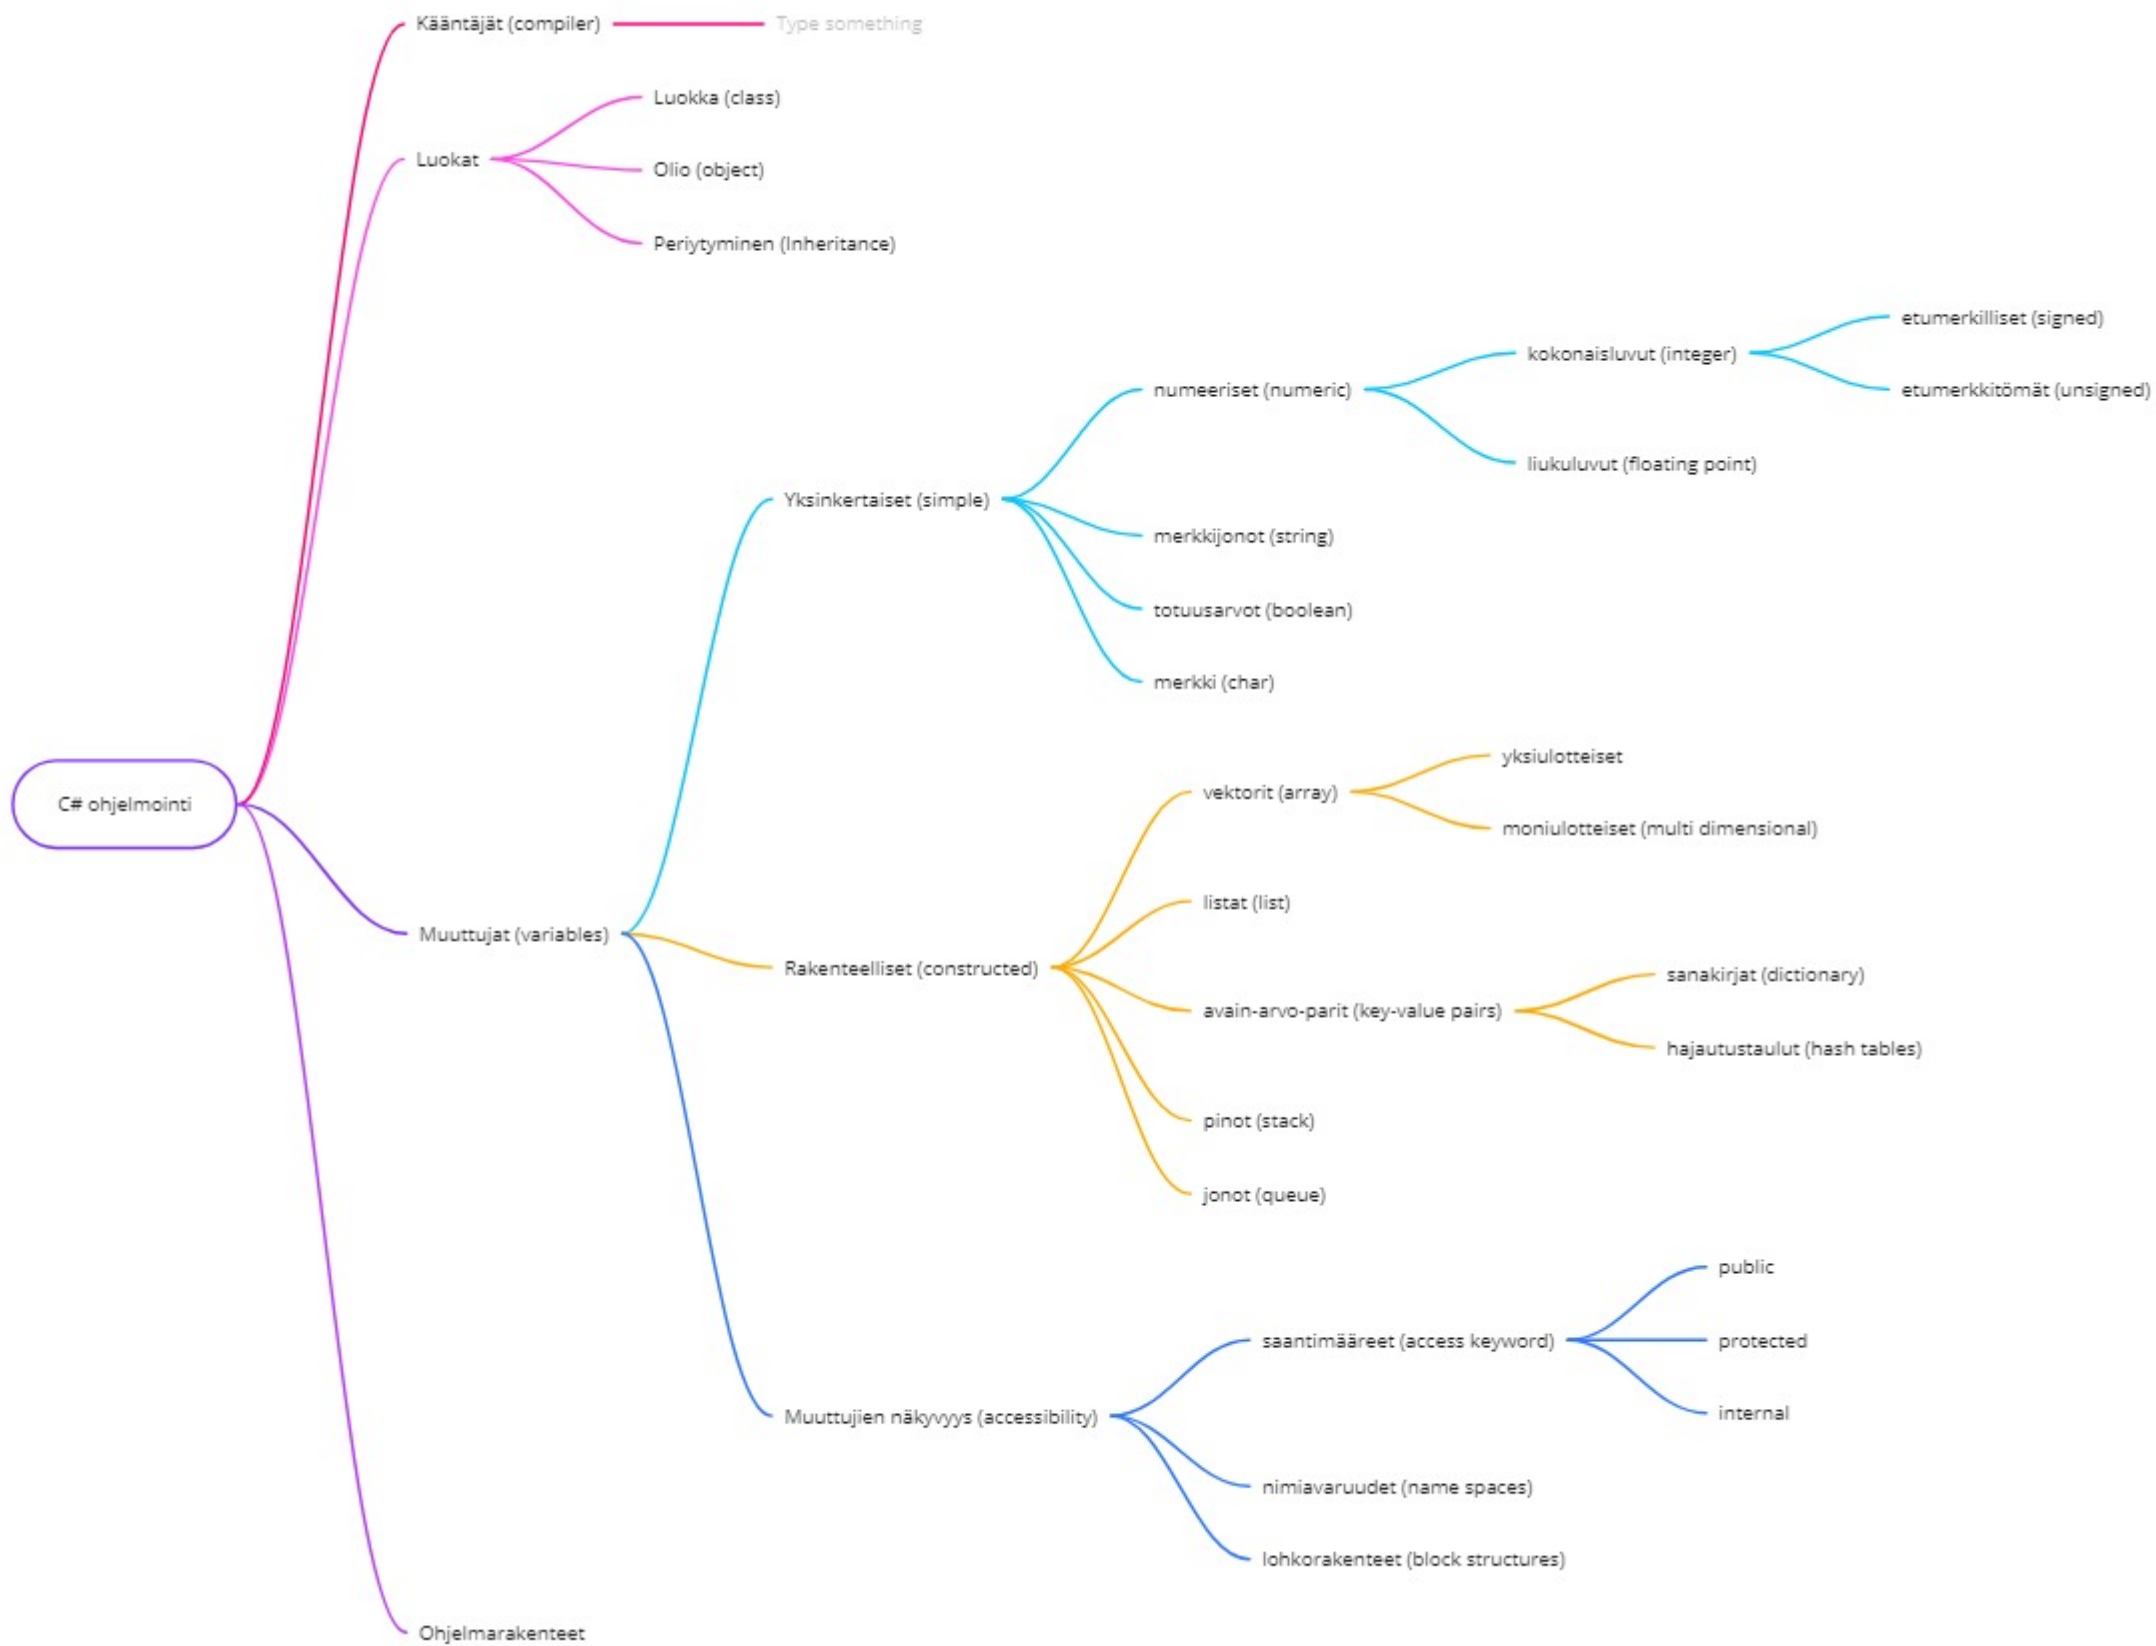 Kääntäjät (compiler)
Type something
Luokat
Luokka (class)
Olio (object)
Periytyminen (Inheritance)
C# ohjelmointi
Muuttujat (variables)
Yksinkertaiset (simple)
numeeriset (numeric)
kokonaisluvut (integer)
etumerkilliset (signed)
etumerkkitömät (unsigned)
liukuluvut (floating point)
merkkijonot (string)
totuusarvot (boolean)
merkki (char)
Rakenteelliset (constructed)
vektorit (array)
yksiulotteiset
moniulotteiset (multi dimensional)
listat (list)
avain-arvo-parit (key-value pairs)
sanakirjat (dictionary)
hajautustaulut (hash tables)
pinot (stack)
jonot (queue)
Muuttujien näkyvyys (accessibility)
saantimääreet (access keyword)
public
protected
internal
nimiavaruudet (name spaces)
lohkorakenteet (block structures)
Ohjelmarakenteet